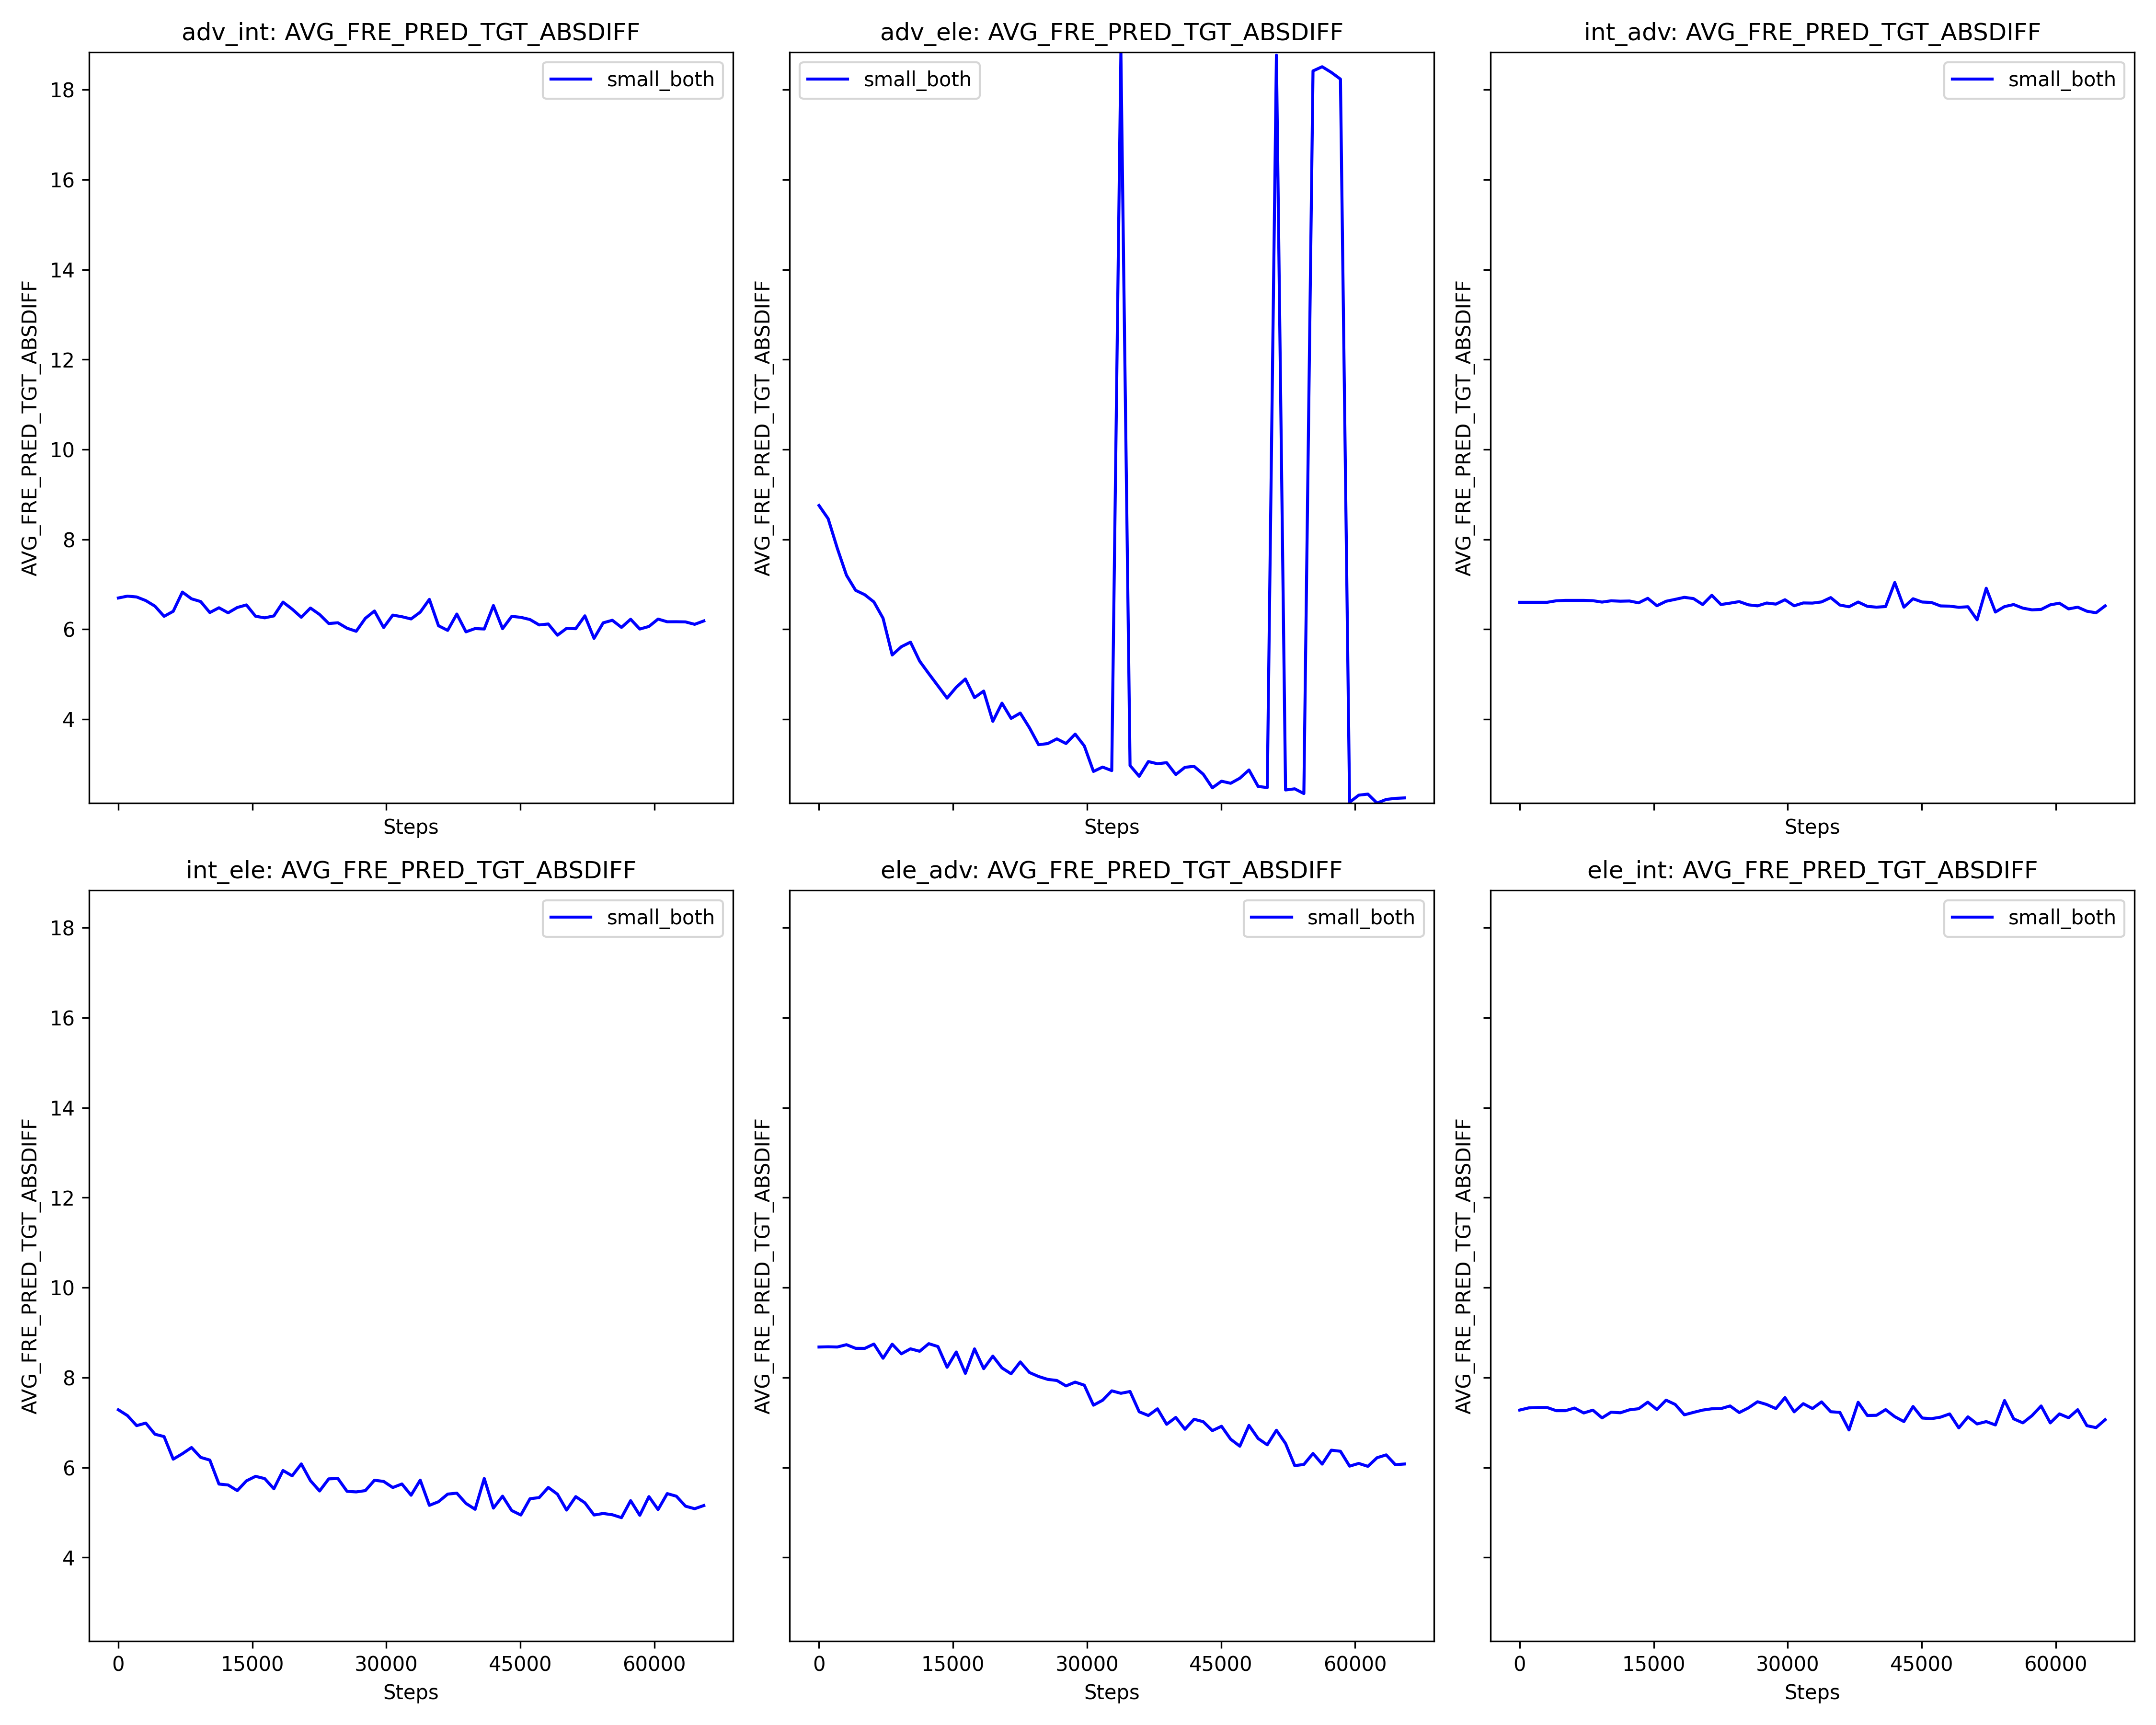 adv_int: AVG_FRE_PRED_TGT_ABSDIFF
adv_ele: AVG_FRE_PRED_TGT_ABSDIFF
int_adv: AVG_FRE_PRED_TGT_ABSDIFF
small_both
small_both
small_both
18
16
14
12
10
8
6
4
AVG_FRE_PRED_TGT_ABSDIFF
AVG_FRE_PRED_TGT_ABSDIFF
AVG_FRE_PRED_TGT_ABSDIFF
Steps
Steps
Steps
int_ele: AVG_FRE_PRED_TGT_ABSDIFF
ele_adv: AVG_FRE_PRED_TGT_ABSDIFF
ele_int: AVG_FRE_PRED_TGT_ABSDIFF
small_both
small_both
small_both
18
16
14
12
10
8
6
4
AVG_FRE_PRED_TGT_ABSDIFF
AVG_FRE_PRED_TGT_ABSDIFF
AVG_FRE_PRED_TGT_ABSDIFF
0 15000 30000 45000 60000
0 15000 30000 45000 60000
0 15000 30000 45000 60000
Steps
Steps
Steps